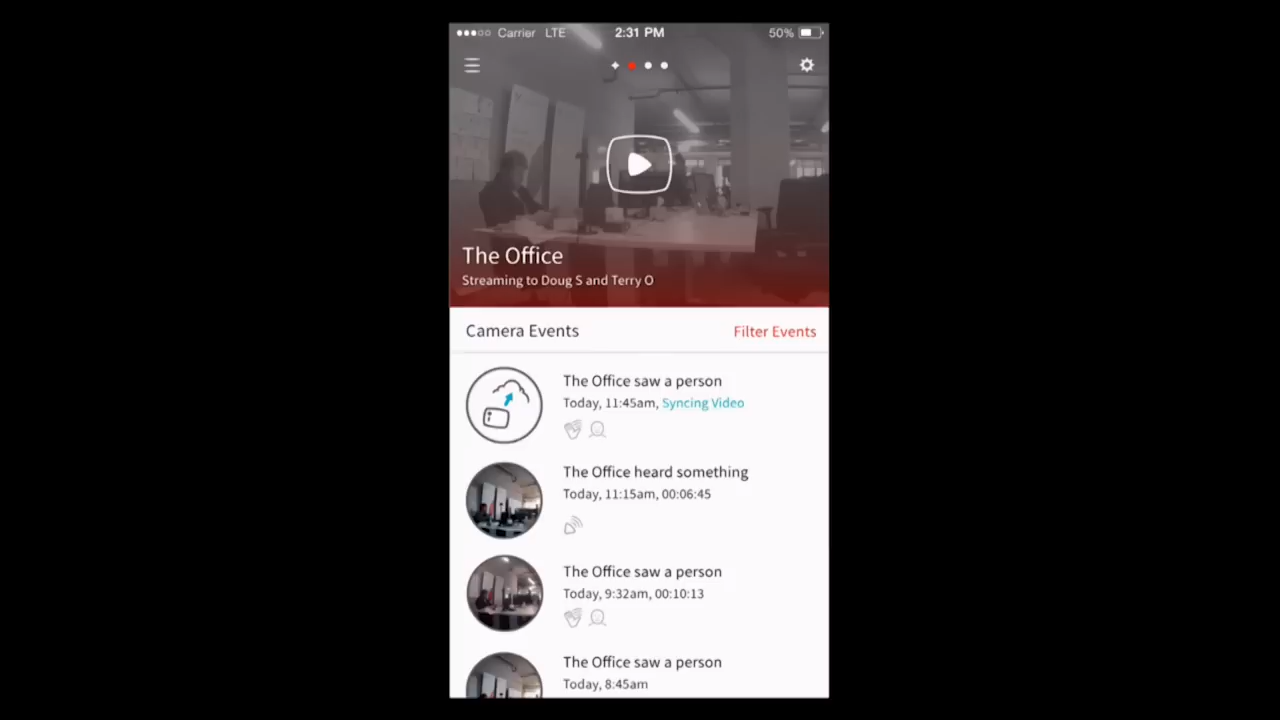 Carrier LTE 2:31 PM 50%
The Office
Streaming to Doug S and Terry O
Camera Events Filter Events
The Office saw a person
Today, 11:45am, Syncing Video
The Office heard something
Today, 11:15am, 00:06:45
The Office saw a person
Today, 9:32am, 00:10:13
The Office saw a person
Today, 8:45am